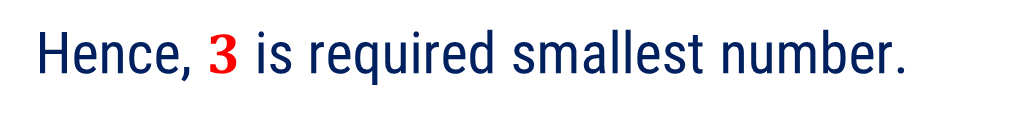 Hence, 3 is required smallest number.